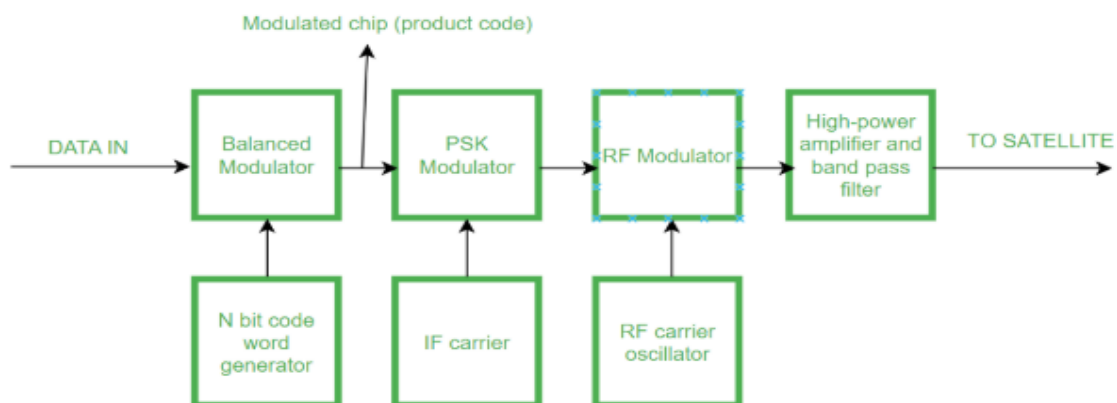 Modulated chip (product code)
DATA IN
Balanced
Modulator
PSK
Modulator
RF Modulator
High-power
amplifier and
band pass
filter
TO SATELLITE
N bit code
word
generator
IF carrier
RF carrier
oscillator